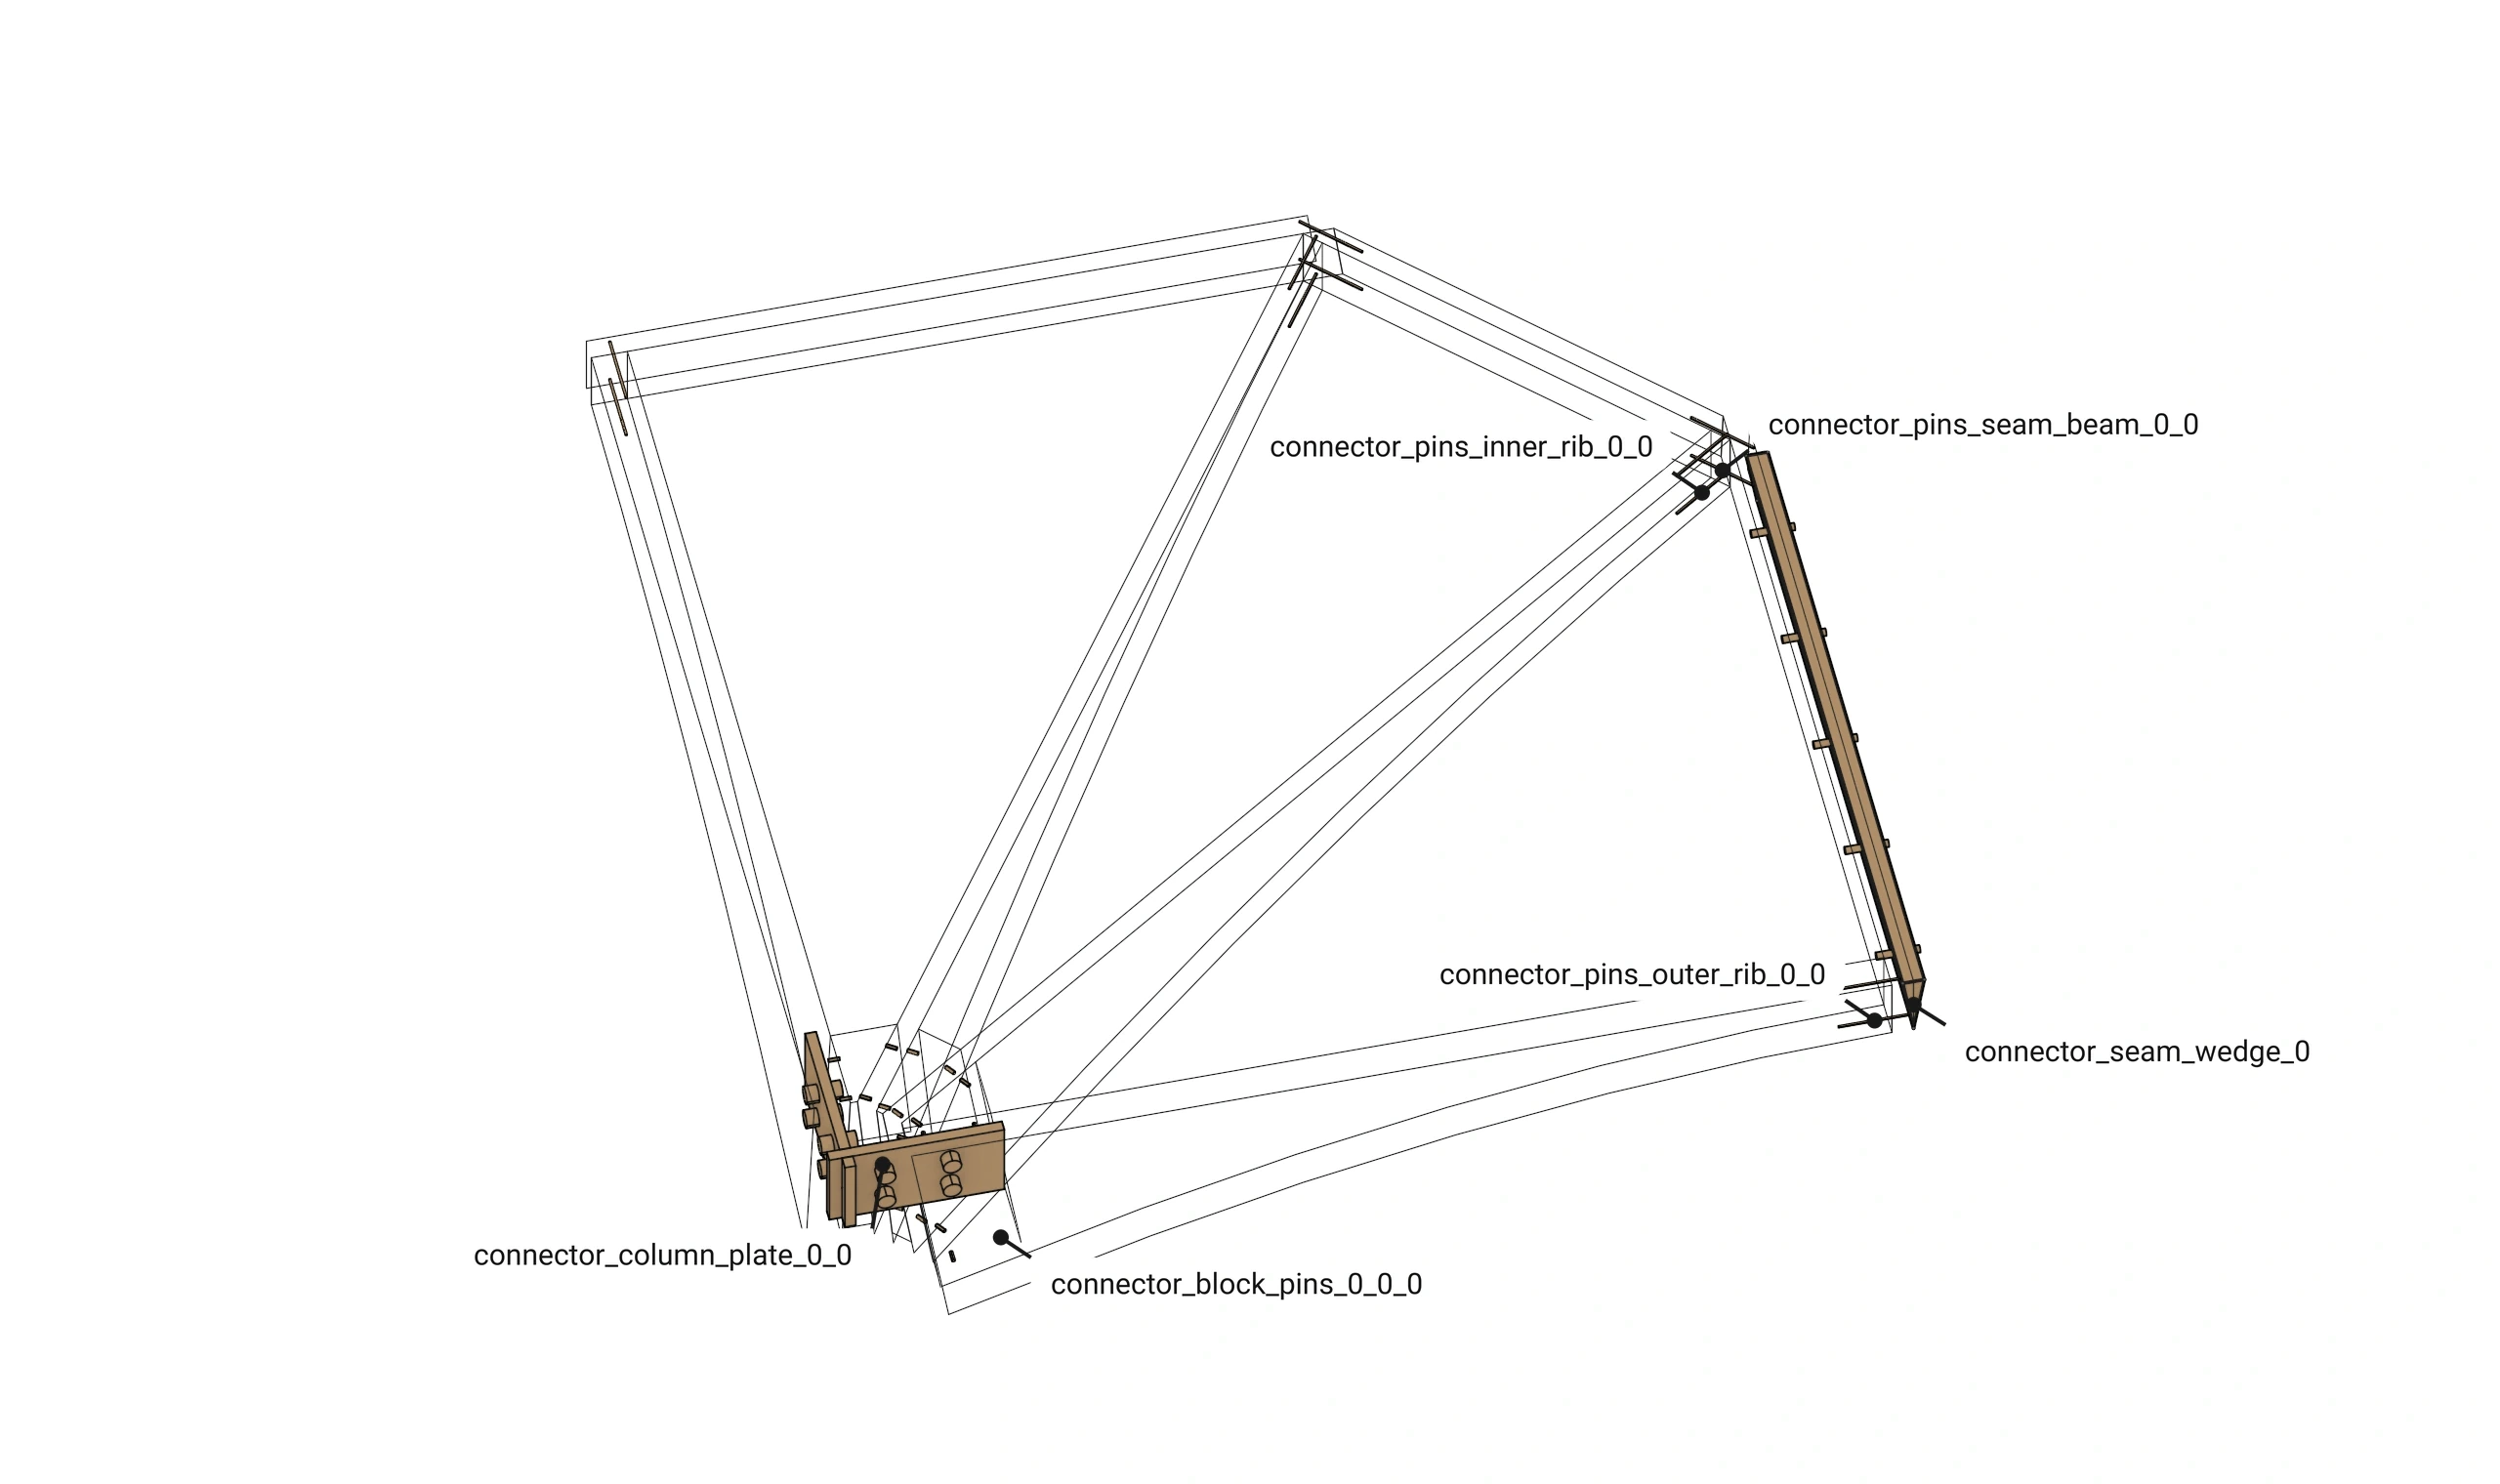 connector_pins_seam_beam_0_0
connector_pins_inner_rib_0_0
connector_pins_outer_rib_0_0
connector_seam_wedge_0
connector_column_plate_0_0
connector_block_pins_0_0_0